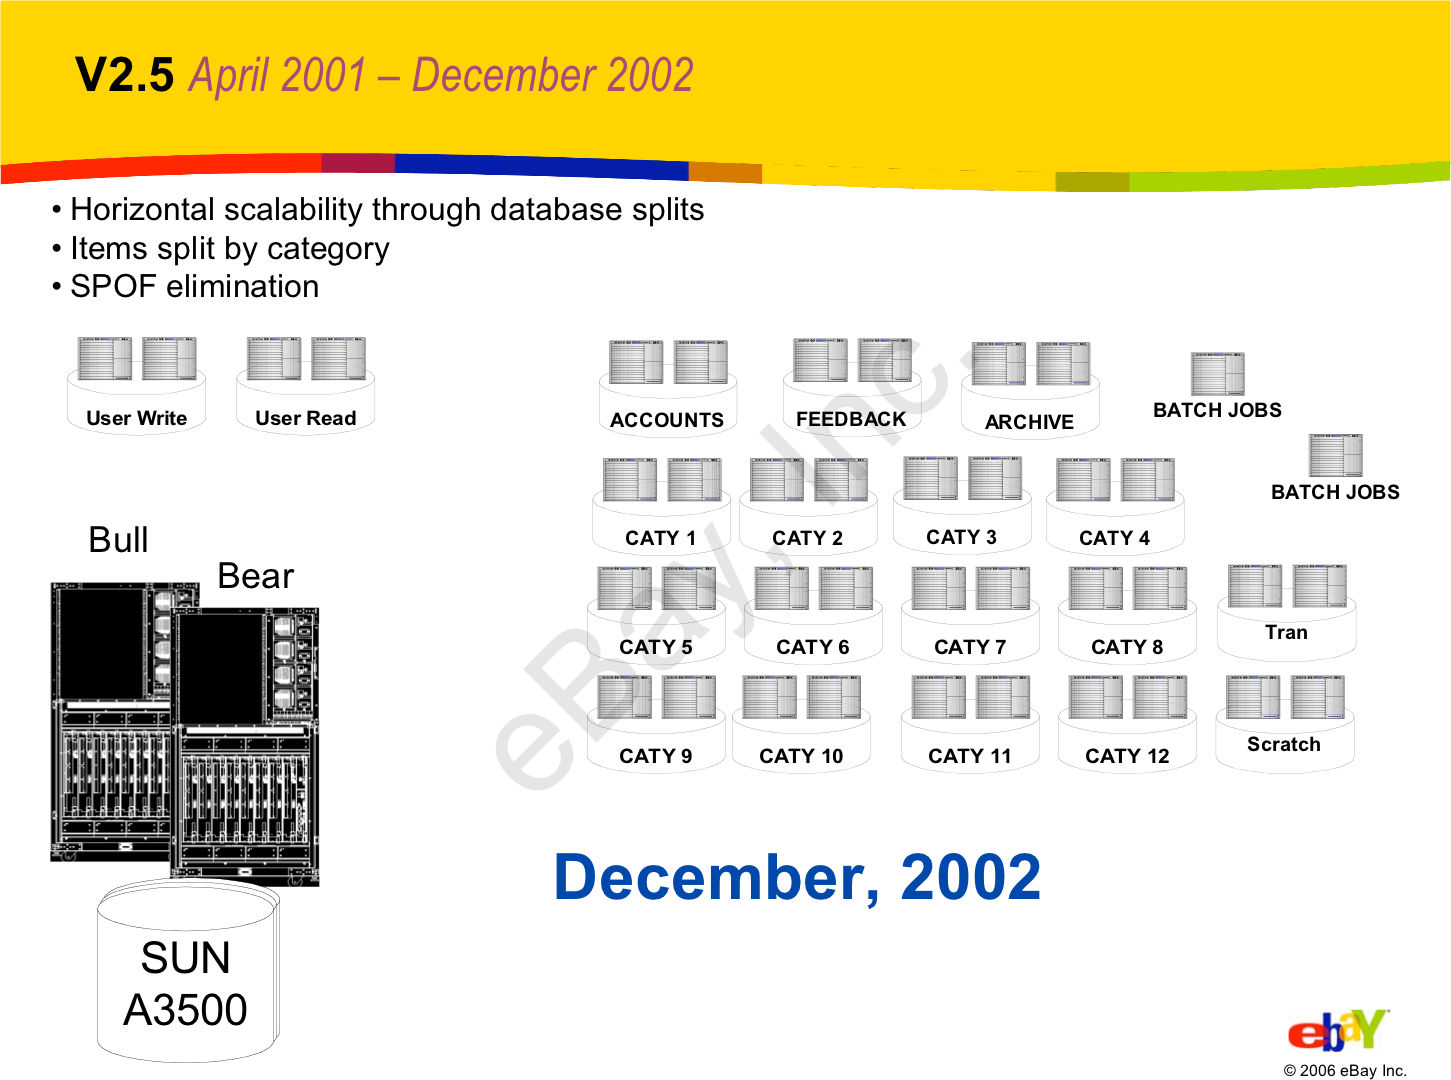 V2.5 April 2001 – December 2002
• Horizontal scalability through database splits
• Items split by category
• SPOF elimination
User Write
User Read
ACCOUNTS
FEEDBACK
ARCHIVE
BATCH JOBS
BATCH JOBS
CATY 1
CATY 2
CATY 3
CATY 4
Bull
Bear
CATY 5
CATY 6
CATY 7
CATY 8
Tran
CATY 9
CATY 10
CATY 11
CATY 12
Scratch
eBay, Inc.
December, 2002
SUN
A3500
ebay
© 2006 eBay Inc.